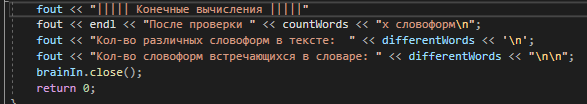 fout << "||||| Конечные вычисления |||||"
fout << endl << "После проверки " << countWords << "х словоформ\n";
fout << "Кол-во различных словоформ в тексте:  " << differentWords << '\n';
fout << "Кол-во словоформ встречающихся в словаре: " << differentWords << "\n\n";
brainIn.close();
return 0;
}